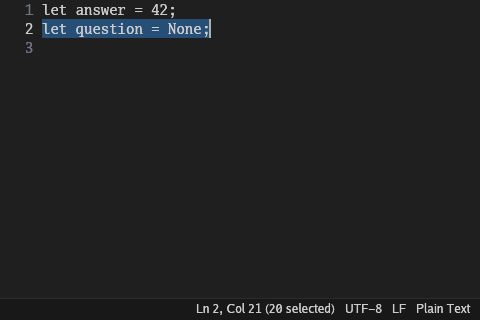 1 let answer = 42;
2 let question = None;
3
Ln 2, Col 21 (20 selected) UTF-8 LF Plain Text